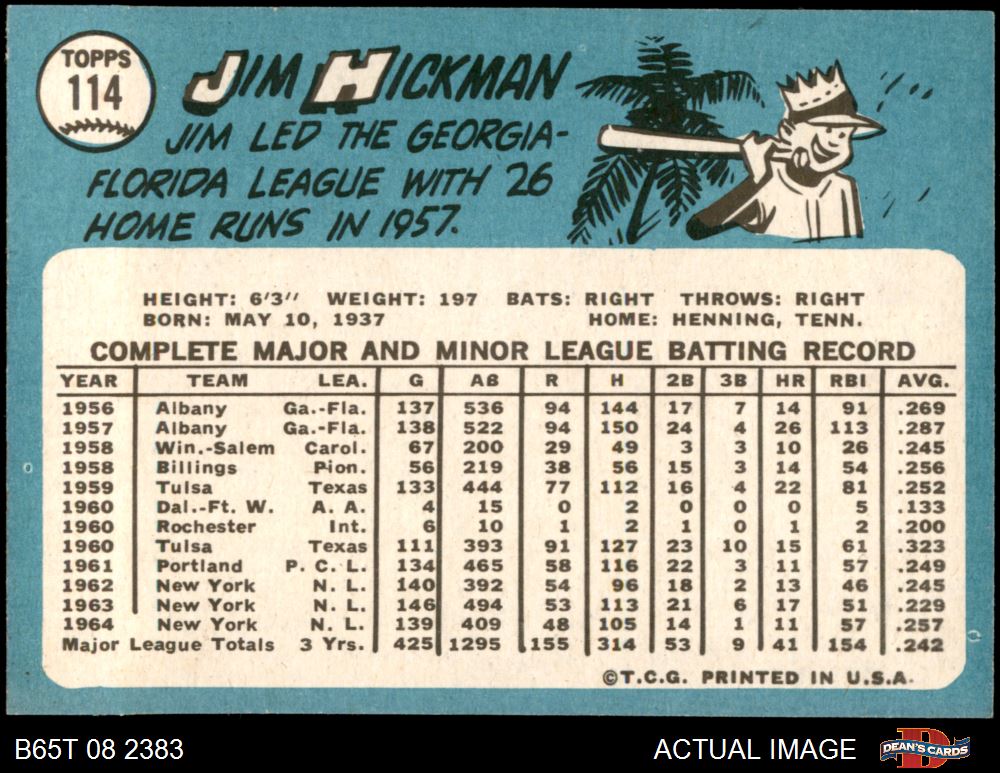 TOPPS
114
JIM HICKMAN
JIM LED THE GEORGIA-
FLORIDA LEAGUE WITH 26
HOME RUNS IN 1957.
HEIGHT: 6'3" WEIGHT: 197 BATS: RIGHT THROWS: RIGHT
BORN: MAY 10, 1937 HOME: HENNING, TENN.
COMPLETE MAJOR AND MINOR LEAGUE BATTING RECORD
YEAR TEAM LEA. G AB R H 2B 3B HR RBI AVG.
1956 Albany Ga.-Fla. 137 536 94 144 17 7 14 91 .269
1957 Albany Ga.-Fla. 138 522 94 150 24 4 26 113 .287
1958 Win.-Salem Carol. 67 200 29 49 3 3 10 26 .245
1958 Billings Pion. 56 219 38 56 15 3 14 54 .256
1959 Tulsa Texas 133 444 77 112 16 4 22 81 .252
1960 Dal.-Ft. W. A. A. 4 15 0 2 0 0 0 5 .133
1960 Rochester Int. 6 10 1 2 1 0 1 2 .200
1960 Tulsa Texas 111 393 91 127 23 10 15 61 .323
1961 Portland P. C. L. 134 465 58 116 22 3 11 57 .249
1962 New York N. L. 140 392 54 96 18 2 13 46 .245
1963 New York N. L. 146 494 53 113 21 6 17 51 .229
1964 New York N. L. 139 409 48 105 14 1 11 57 .257
Major League Totals 3 Yrs. 425 1295 155 314 53 9 41 154 .242
©T.C.G. PRINTED IN U.S.A.
B65T 08 2383 ACTUAL IMAGE DEAN'S CARDS